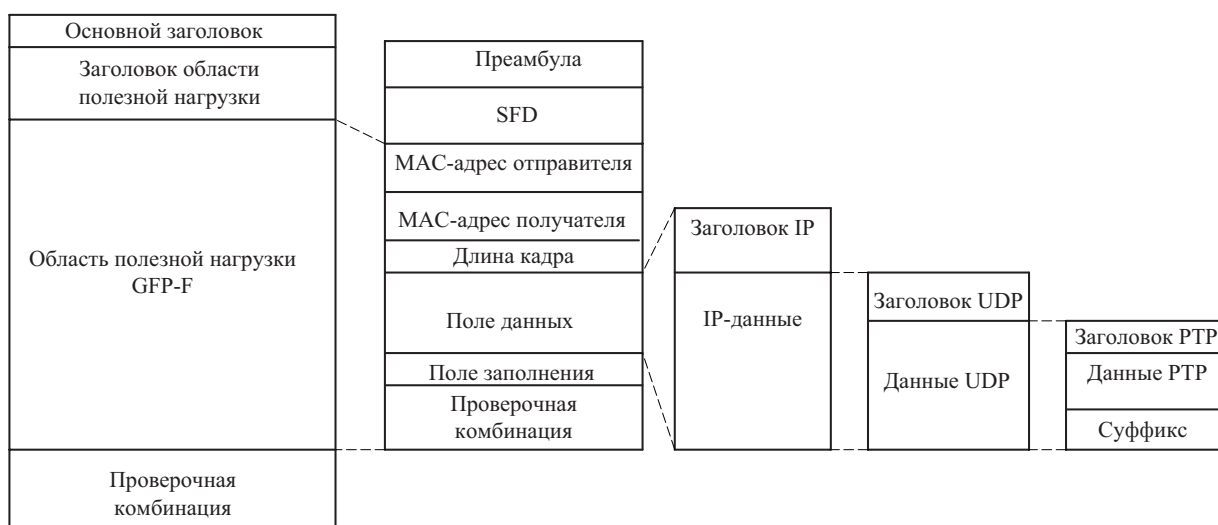 Основной заголовок
Заголовок области
полезной нагрузки
Область полезной нагрузки
GFP-F
Проверочная
комбинация
Преамбула
SFD
МАС-адрес отправителя
МАС-адрес получателя
Длина кадра
Поле данных
Поле заполнения
Проверочная
комбинация
Заголовок IP
IP-данные
Заголовок UDP
Данные UDP
Заголовок PTP
Данные PTP
Суффикс